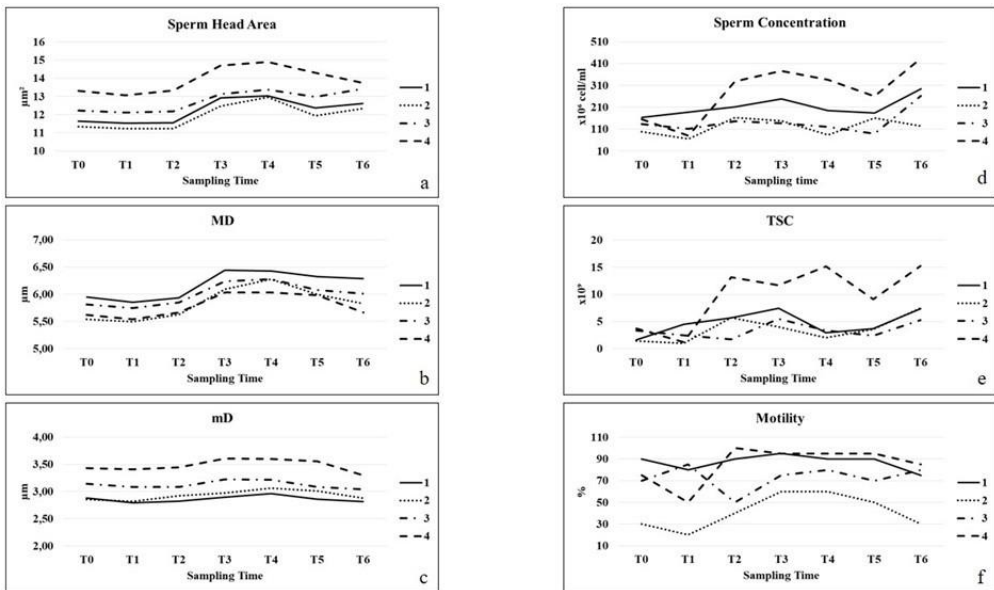 Sperm Head Area
16
15
14
13
12
11
10
µm²
T0 T1 T2 T3 T4 T5 T6
Sampling Time
1
2
3
4
a
MD
7,00
6,50
6,00
5,50
5,00
µm
T0 T1 T2 T3 T4 T5 T6
Sampling Time
1
2
3
4
b
mD
4,00
3,50
3,00
2,50
2,00
µm
T0 T1 T2 T3 T4 T5 T6
Sampling Time
1
2
3
4
c
Sperm Concentration
510
410
310
210
110
10
x10⁶ cell/ml
T0 T1 T2 T3 T4 T5 T6
Sampling time
1
2
3
4
d
TSC
20
15
10
5
0
x10⁹
T0 T1 T2 T3 T4 T5 T6
Sampling Time
1
2
3
4
e
Motility
110
90
70
50
30
10
%
T0 T1 T2 T3 T4 T5 T6
Sampling Time
1
2
3
4
f